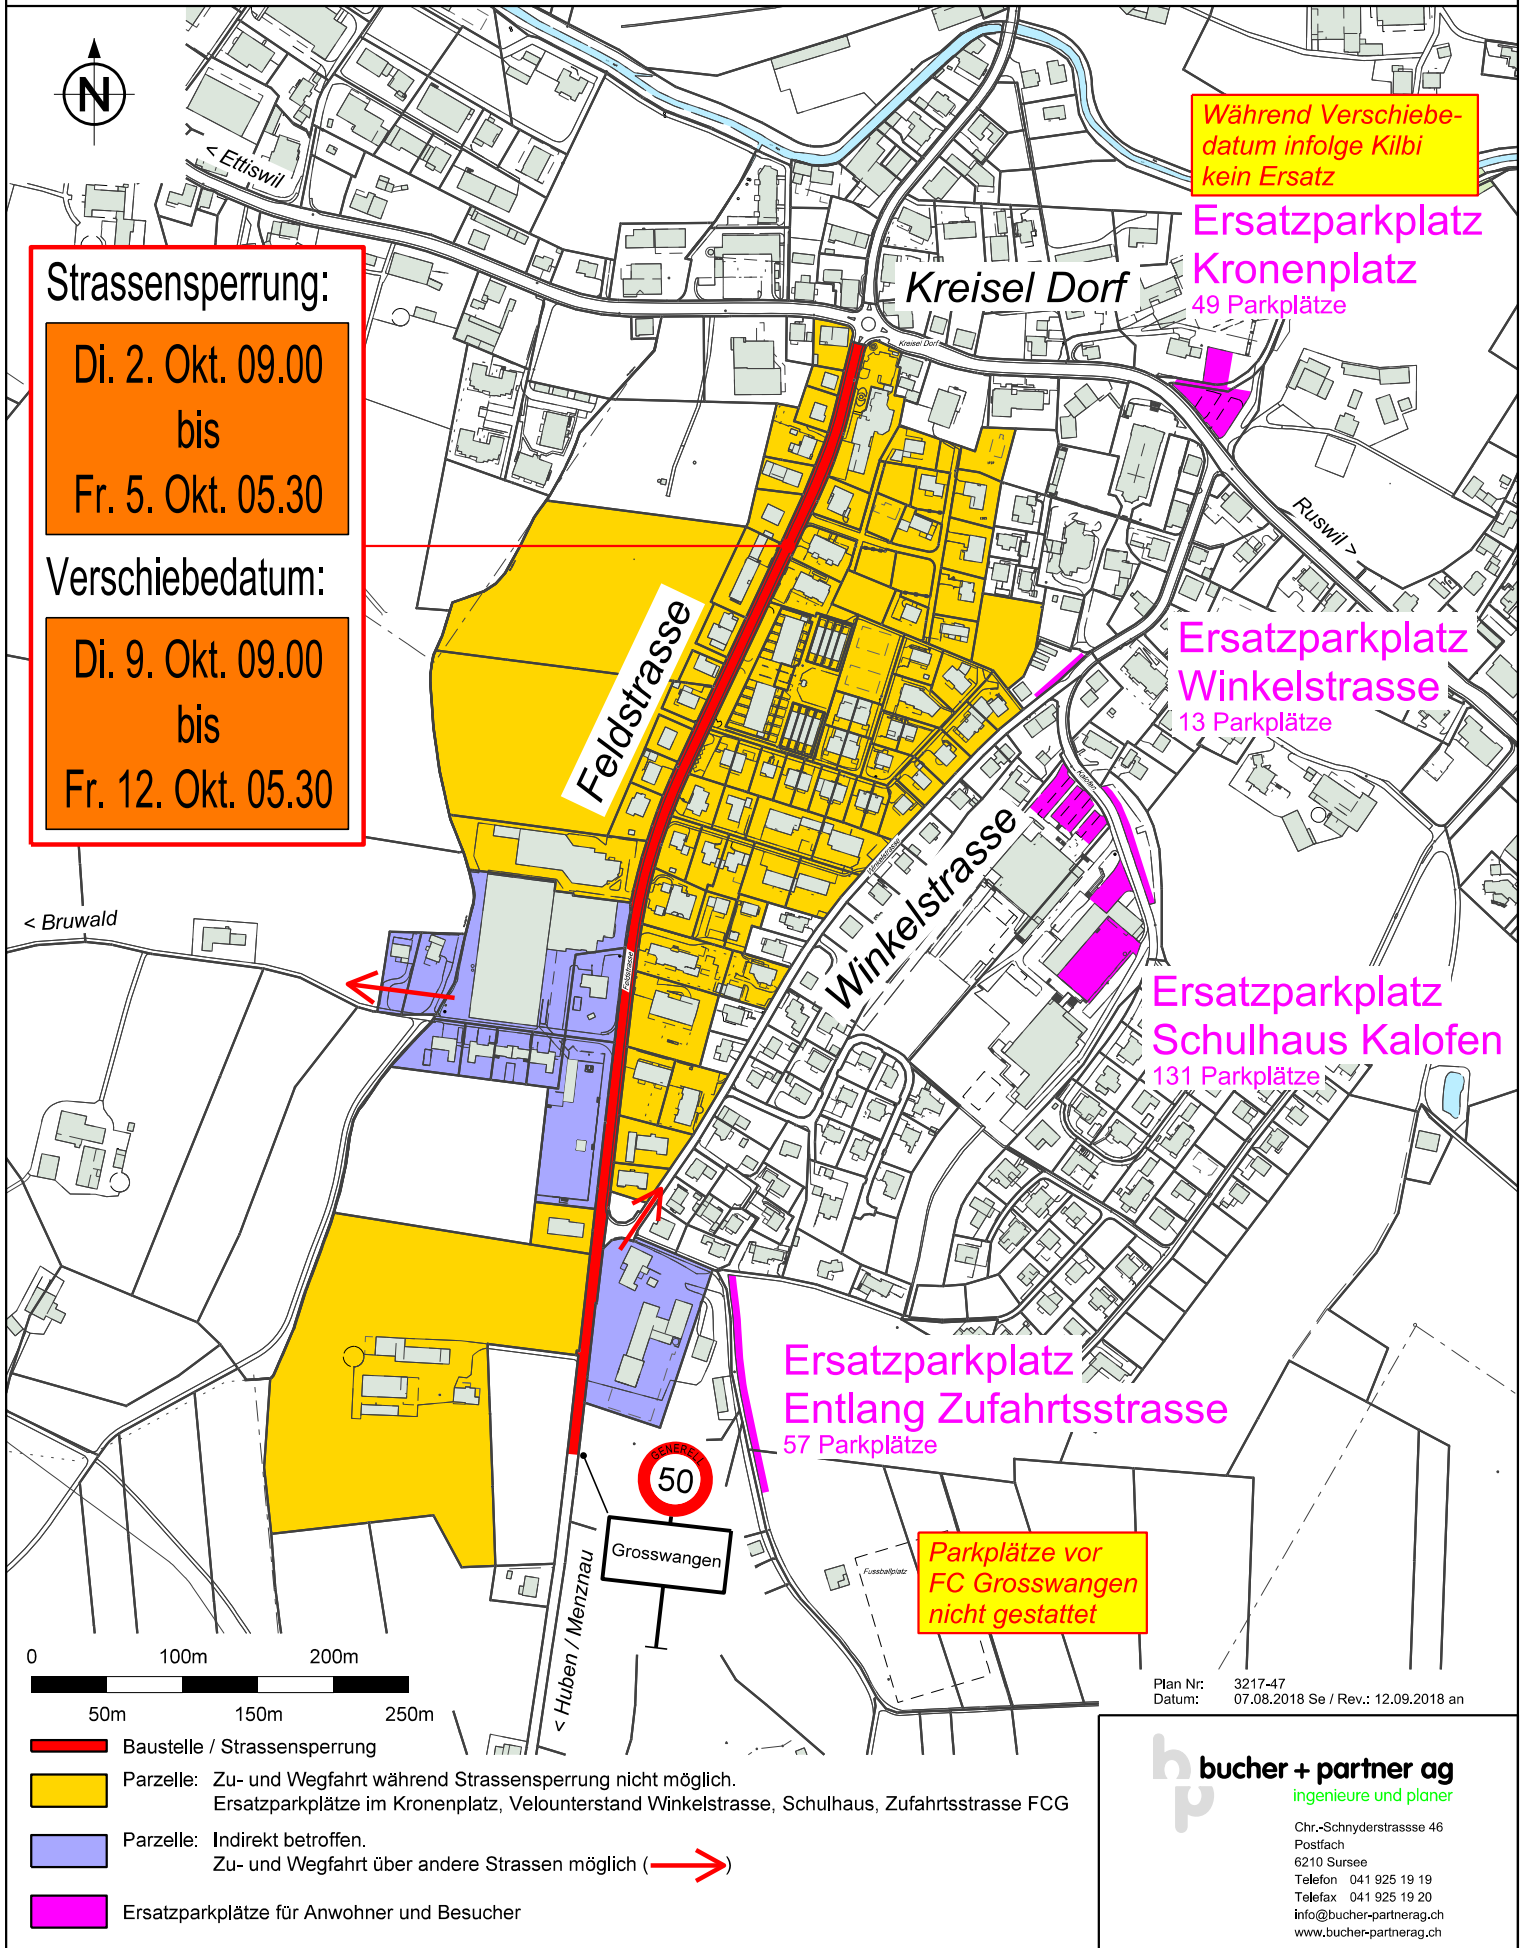 N
< Ettiswil
Während Verschiebe-
datum infolge Kilbi
kein Ersatz
Ersatzparkplatz
Kronenplatz
49 Parkplätze
Kreisel Dorf
Kreisel Dorf
Strassensperrung:
Di. 2. Okt. 09.00
bis
Fr. 5. Okt. 05.30
Verschiebedatum:
Di. 9. Okt. 09.00
bis
Fr. 12. Okt. 05.30
Ruswil >
Feldstrasse
Ersatzparkplatz
Winkelstrasse
13 Parkplätze
Kalofen
Winkelstrasse
Winkelstrasse
< Bruwald
Feldstrasse
Ersatzparkplatz
Schulhaus Kalofen
131 Parkplätze
Ersatzparkplatz
Entlang Zufahrtsstrasse
57 Parkplätze
GENERELL
50
Grosswangen
< Huben / Menznau
Fussballplatz
Parkplätze vor
FC Grosswangen
nicht gestattet
0 100m 200m
50m 150m 250m
Plan Nr: 3217-47
Datum: 07.08.2018 Se / Rev.: 12.09.2018 an
Baustelle / Strassensperrung
Parzelle: Zu- und Wegfahrt während Strassensperrung nicht möglich.
Ersatzparkplätze im Kronenplatz, Velounterstand Winkelstrasse, Schulhaus, Zufahrtsstrasse FCG
Parzelle: Indirekt betroffen.
Zu- und Wegfahrt über andere Strassen möglich ( )
Ersatzparkplätze für Anwohner und Besucher
bp
bucher + partner ag
ingenieure und planer
Chr.-Schnyderstrassse 46
Postfach
6210 Sursee
Telefon 041 925 19 19
Telefax 041 925 19 20
info@bucher-partnerag.ch
www.bucher-partnerag.ch